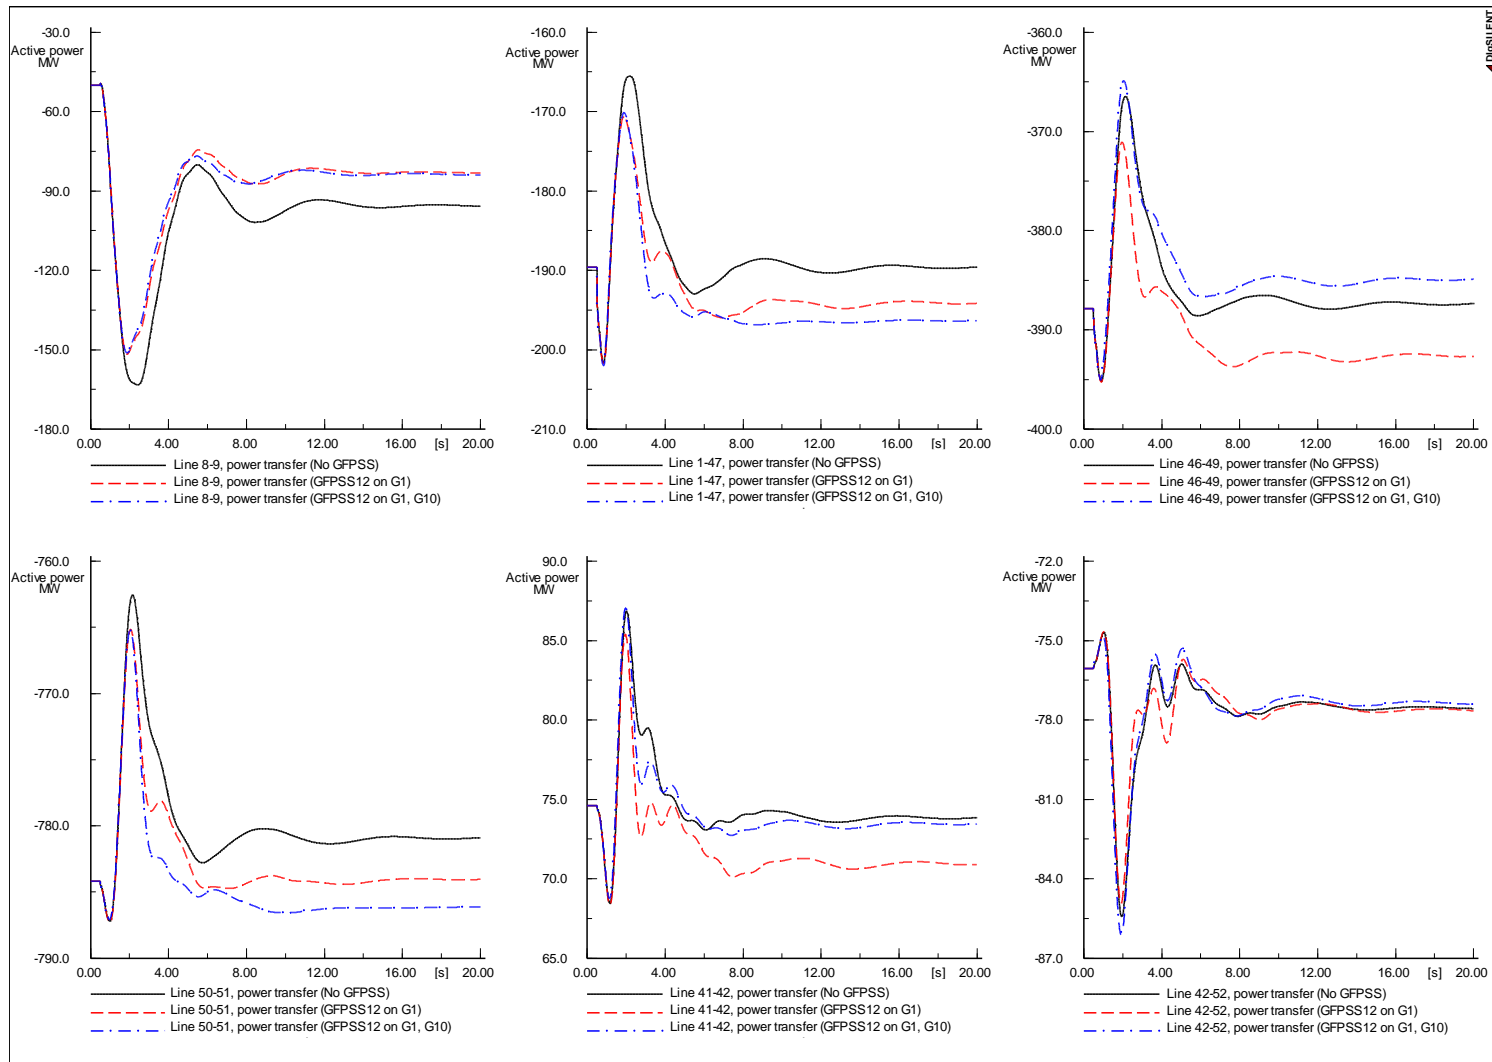 DIgSILENT
-30.0
Active power
MW
-60.0
-90.0
-120.0
-150.0
-180.0
0.00 4.00 8.00 12.00 16.00 [s] 20.00
Line 8-9, power transfer (No GFPSS)
Line 8-9, power transfer (GFPSS12 on G1)
Line 8-9, power transfer (GFPSS12 on G1, G10)
-160.0
Active power
MW
-170.0
-180.0
-190.0
-200.0
-210.0
0.00 4.00 8.00 12.00 16.00 [s] 20.00
Line 1-47, power transfer (No GFPSS)
Line 1-47, power transfer (GFPSS12 on G1)
Line 1-47, power transfer (GFPSS12 on G1, G10)
-360.0
Active power
MW
-370.0
-380.0
-390.0
-400.0
0.00 4.00 8.00 12.00 16.00 [s] 20.00
Line 46-49, power transfer (No GFPSS)
Line 46-49, power transfer (GFPSS12 on G1)
Line 46-49, power transfer (GFPSS12 on G1, G10)
-760.0
Active power
MW
-770.0
-780.0
-790.0
0.00 4.00 8.00 12.00 16.00 [s] 20.00
Line 50-51, power transfer (No GFPSS)
Line 50-51, power transfer (GFPSS12 on G1)
Line 50-51, power transfer (GFPSS12 on G1, G10)
90.0
Active power
MW
85.0
80.0
75.0
70.0
65.0
0.00 4.00 8.00 12.00 16.00 [s] 20.00
Line 41-42, power transfer (No GFPSS)
Line 41-42, power transfer (GFPSS12 on G1)
Line 41-42, power transfer (GFPSS12 on G1, G10)
-72.0
Active power
MW
-75.0
-78.0
-81.0
-84.0
-87.0
0.00 4.00 8.00 12.00 16.00 [s] 20.00
Line 42-52, power transfer (No GFPSS)
Line 42-52, power transfer (GFPSS12 on G1)
Line 42-52, power transfer (GFPSS12 on G1, G10)